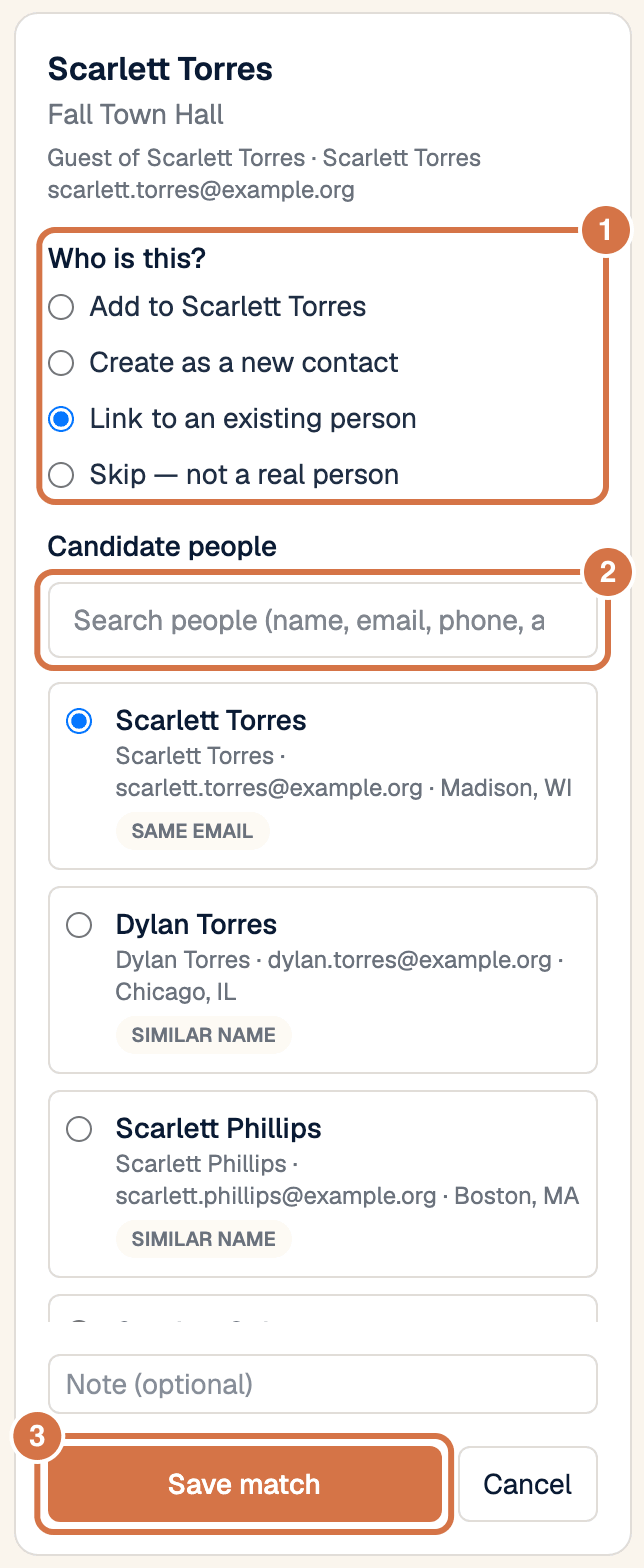 Scarlett Torres
Fall Town Hall
Guest of Scarlett Torres · Scarlett Torres
scarlett.torres@example.org
1
Who is this?
Add to Scarlett Torres
Create as a new contact
Link to an existing person
Skip — not a real person
Candidate people
2
Search people (name, email, phone, a
Scarlett Torres
Scarlett Torres ·
scarlett.torres@example.org · Madison, WI
SAME EMAIL
Dylan Torres
Dylan Torres · dylan.torres@example.org ·
Chicago, IL
SIMILAR NAME
Scarlett Phillips
Scarlett Phillips ·
scarlett.phillips@example.org · Boston, MA
SIMILAR NAME
Note (optional)
3
Save match
Cancel